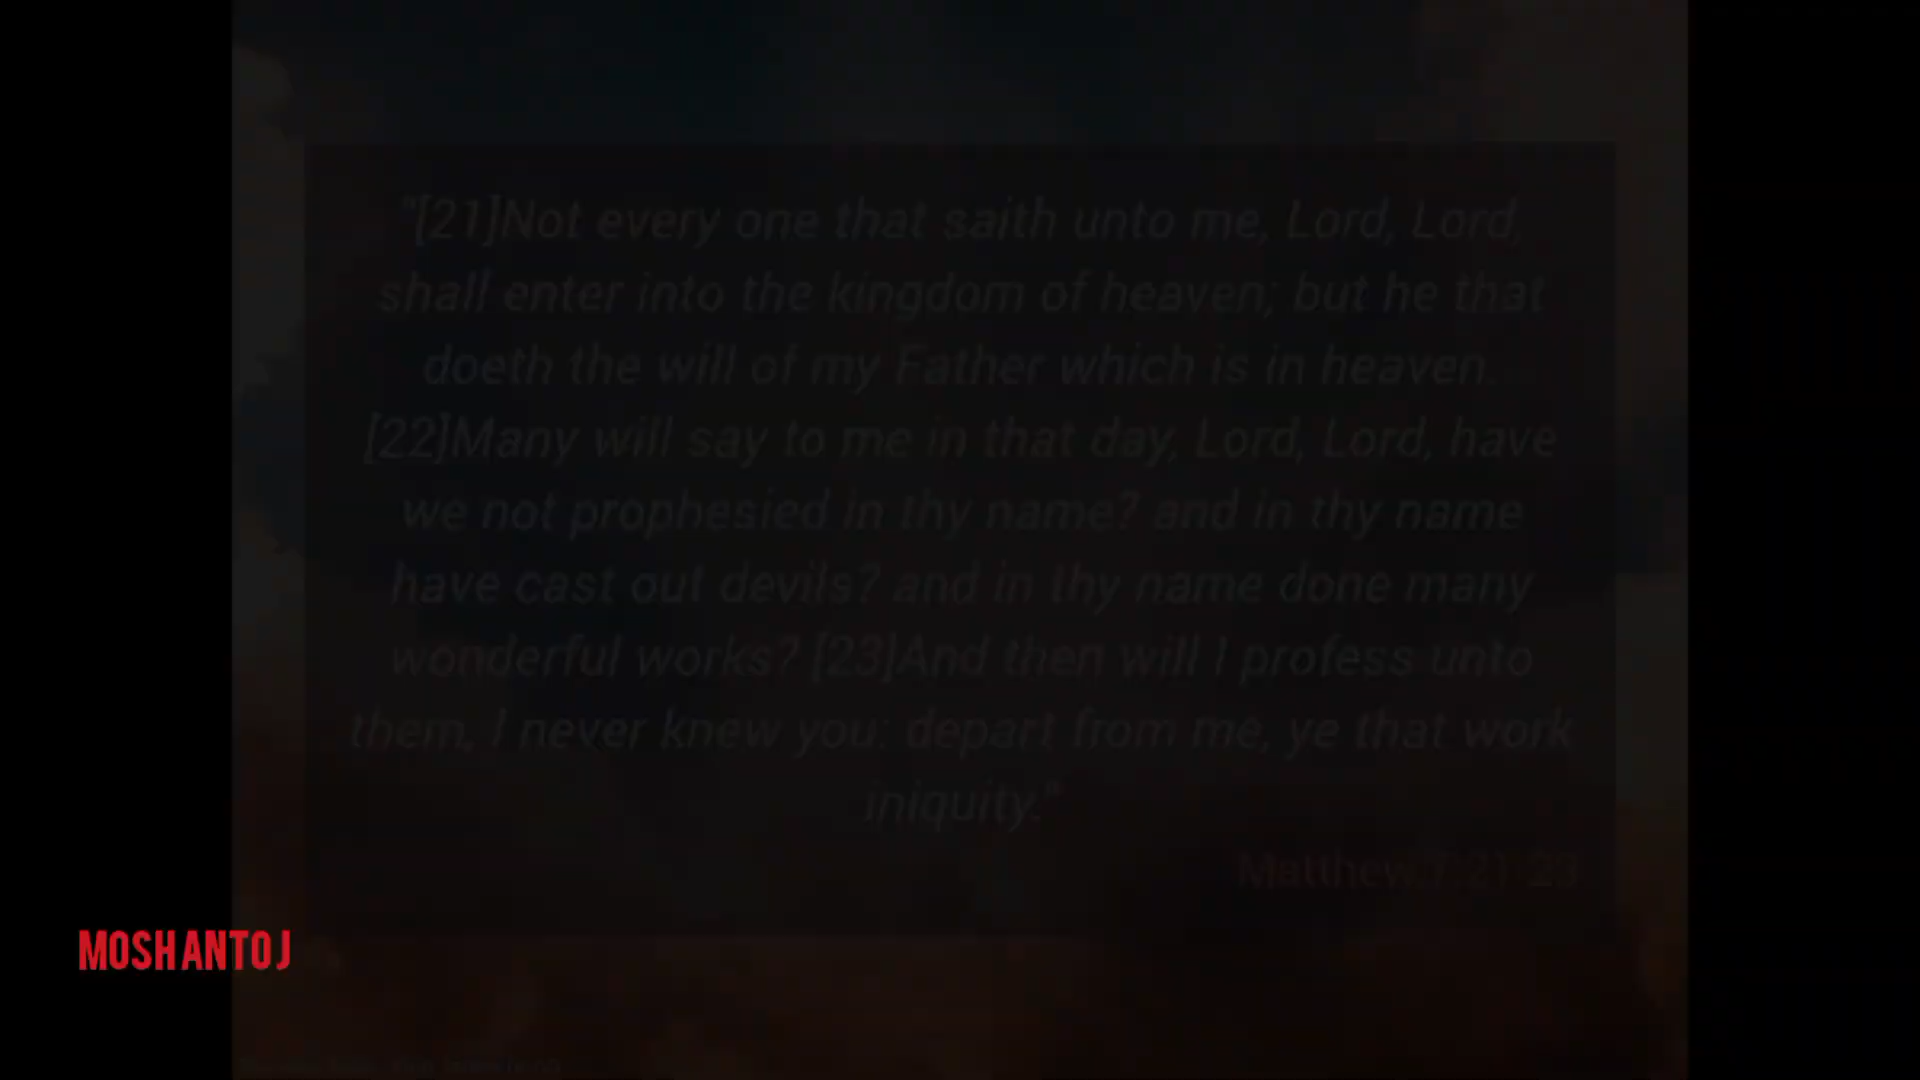 "[21]Not every one that saith unto me, Lord, Lord,
shall enter into the kingdom of heaven; but he that
doeth the will of my Father which is in heaven.
[22]Many will say to me in that day, Lord, Lord, have
we not prophesied in thy name? and in thy name
have cast out devils? and in thy name done many
wonderful works? [23]And then will I profess unto
them, I never knew you: depart from me, ye that work
iniquity."
Matthew 7:21-23
MOSHANTOJ